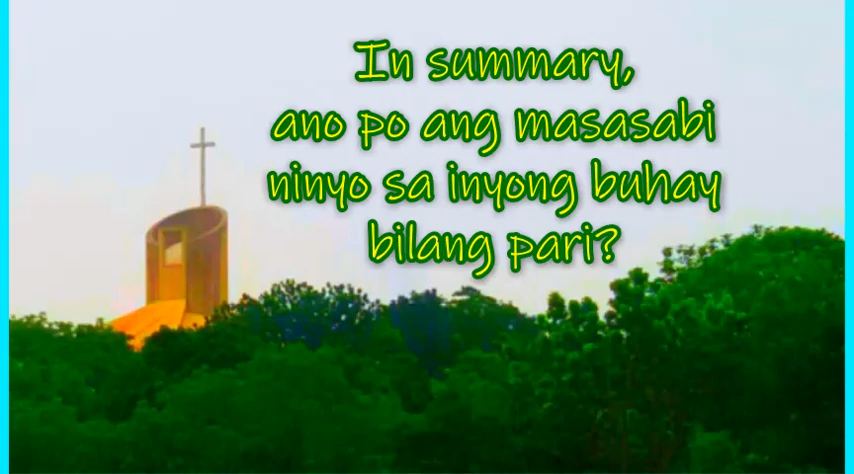 In summary,
ano po ang masasabi
ninyo sa inyong buhay
bilang pari?